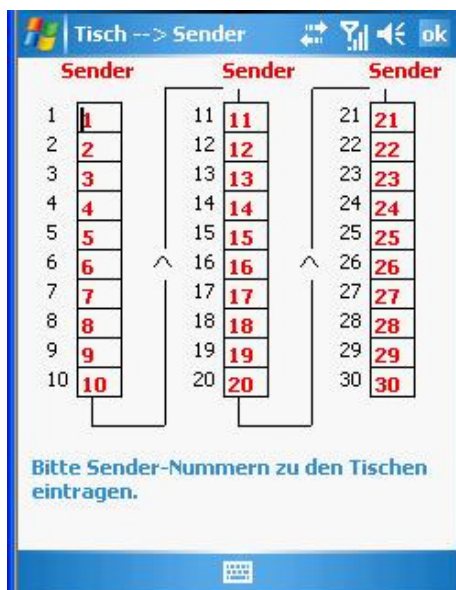 Tisch --> Sender ok
Sender Sender Sender
1 1 11 11 21 21
2 2 12 12 22 22
3 3 13 13 23 23
4 4 14 14 24 24
5 5 15 15 25 25
6 6 16 16 26 26
7 7 17 17 27 27
8 8 18 18 28 28
9 9 19 19 29 29
10 10 20 20 30 30
Bitte Sender-Nummern zu den Tischen
eintragen.